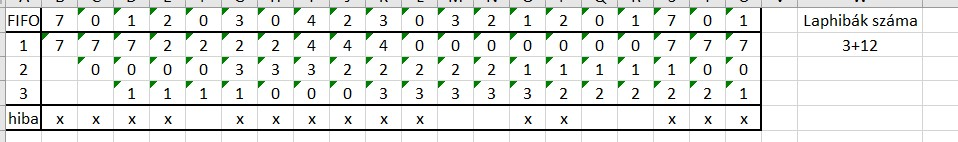 FIFO 7 0 1 2 0 3 0 4 2 3 0 3 2 1 2 0 1 7 0 1 Laphibák száma
1 7 7 7 2 2 2 2 4 4 4 0 0 0 0 0 0 0 7 7 7 3+12
2 0 0 0 0 3 3 3 2 2 2 2 2 1 1 1 1 1 0 0
3 1 1 1 1 0 0 0 3 3 3 3 3 2 2 2 2 2 1
hiba x x x x x x x x x x x x x x x